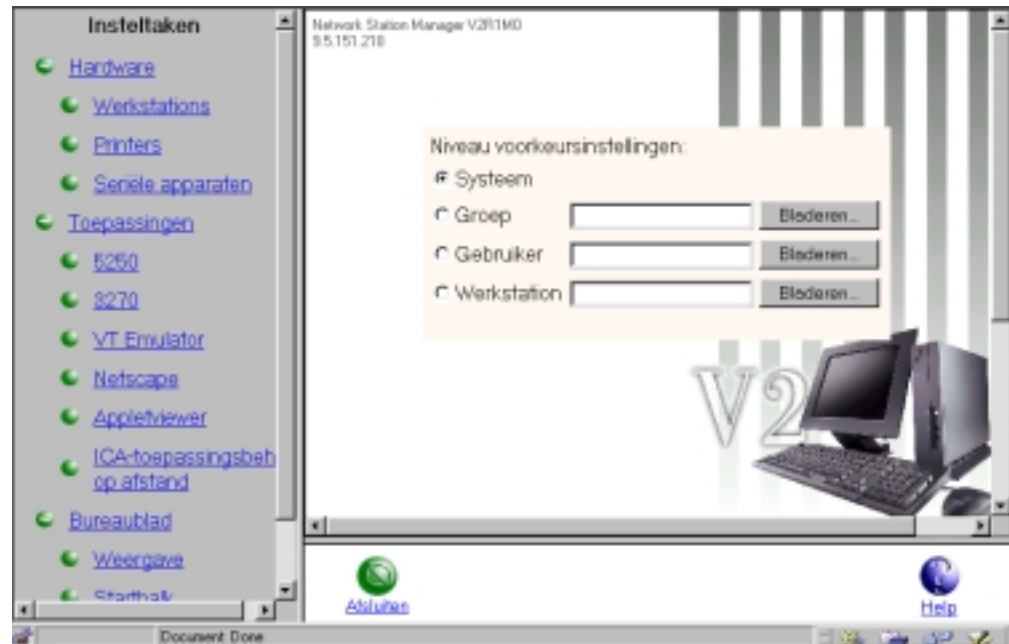 Insteltaken
Hardware
Werkstations
Printers
Seriële apparaten
Toepassingen
5250
3270
VT Emulator
Netscape
Appletviewer
ICA-toepassingsbeh
op afstand
Bureaublad
Weergave
Startbalk
Network Station Manager V2R1M0
9.5.151.218
Niveau voorkeursinstellingen:
Systeem
Groep
Bladeren...
Gebruiker
Bladeren...
Werkstation
Bladeren...
V2
Afsluiten
Help
Document Done